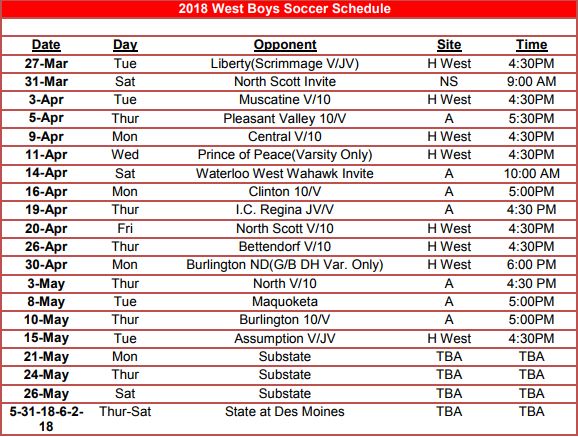 2018 West Boys Soccer Schedule
Date Day Opponent Site Time
27-Mar Tue Liberty(Scrimmage V/JV) H West 4:30PM
31-Mar Sat North Scott Invite NS 9:00 AM
3-Apr Tue Muscatine V/10 H West 4:30PM
5-Apr Thur Pleasant Valley 10/V A 5:30PM
9-Apr Mon Central V/10 H West 4:30PM
11-Apr Wed Prince of Peace(Varsity Only) H West 4:30PM
14-Apr Sat Waterloo West Wahawk Invite A 10:00 AM
16-Apr Mon Clinton 10/V A 5:00PM
19-Apr Thur I.C. Regina JV/V A 4:30 PM
20-Apr Fri North Scott V/10 H West 4:30PM
26-Apr Thur Bettendorf V/10 H West 4:30PM
30-Apr Mon Burlington ND(G/B DH Var. Only) H West 6:00 PM
3-May Thur North V/10 A 4:30 PM
8-May Tue Maquoketa A 5:00PM
10-May Thur Burlington 10/V A 5:00PM
15-May Tue Assumption V/JV H West 4:30PM
21-May Mon Substate TBA TBA
24-May Thur Substate TBA TBA
26-May Sat Substate TBA TBA
5-31-18-6-2- Thur-Sat State at Des Moines TBA TBA
18